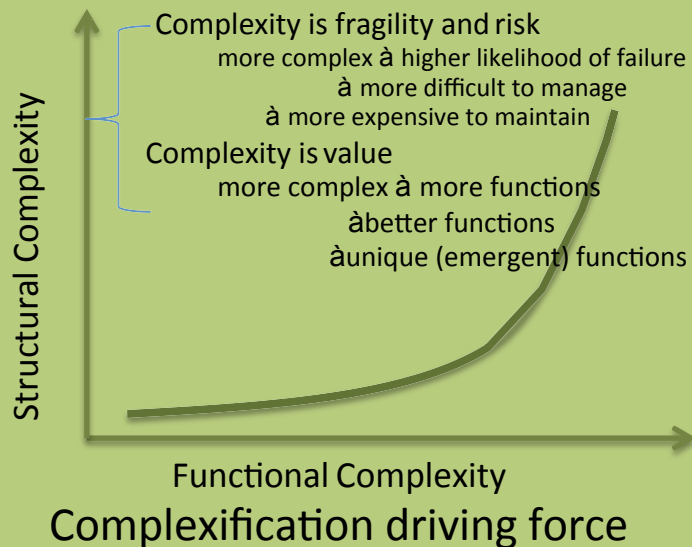 Complexity is fragility and risk
more complex à higher likelihood of failure
à more difficult to manage
à more expensive to maintain
Complexity is value
more complex à more functions
àbetter functions
àunique (emergent) functions
Structural Complexity
Functional Complexity
Complexification driving force